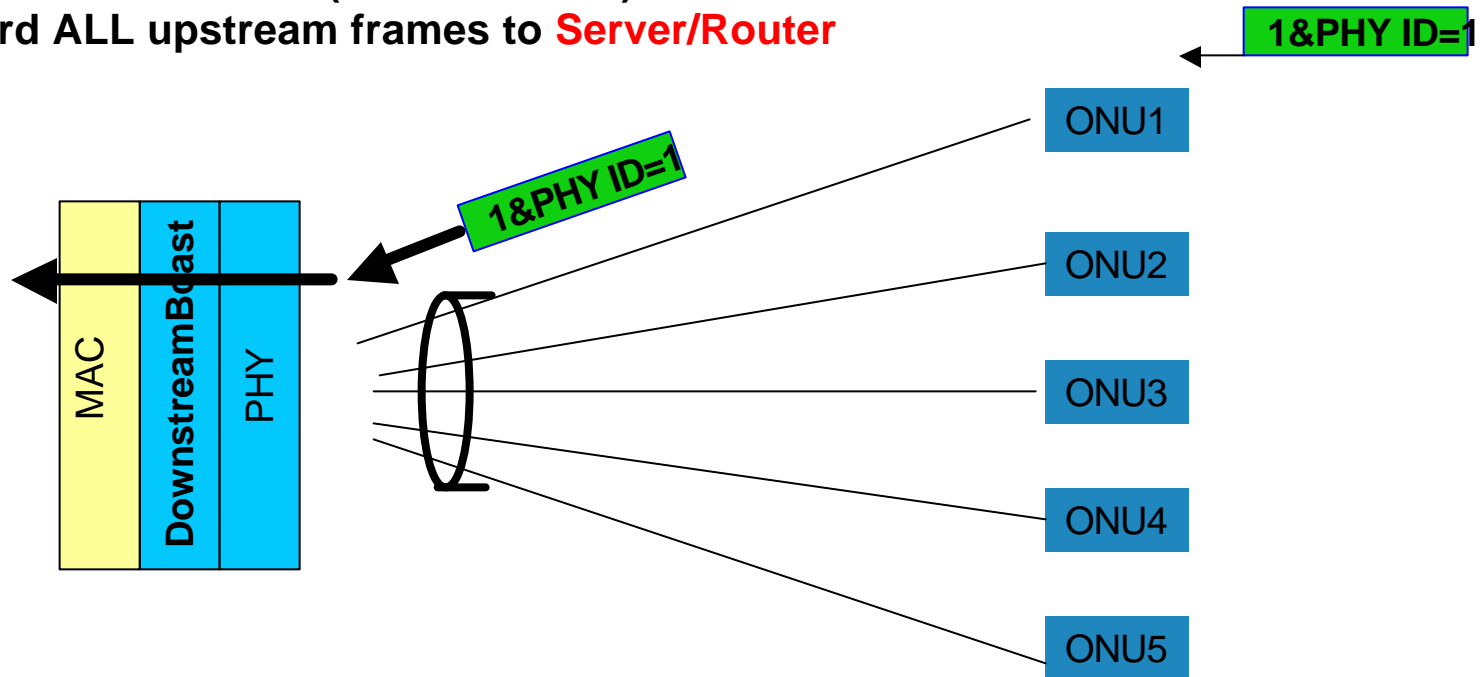 rd ALL upstream frames to Server/Router
1&PHY ID=1
ONU1
1&PHY ID=1
ONU2
MAC
DownstreamBcast
PHY
ONU3
ONU4
ONU5